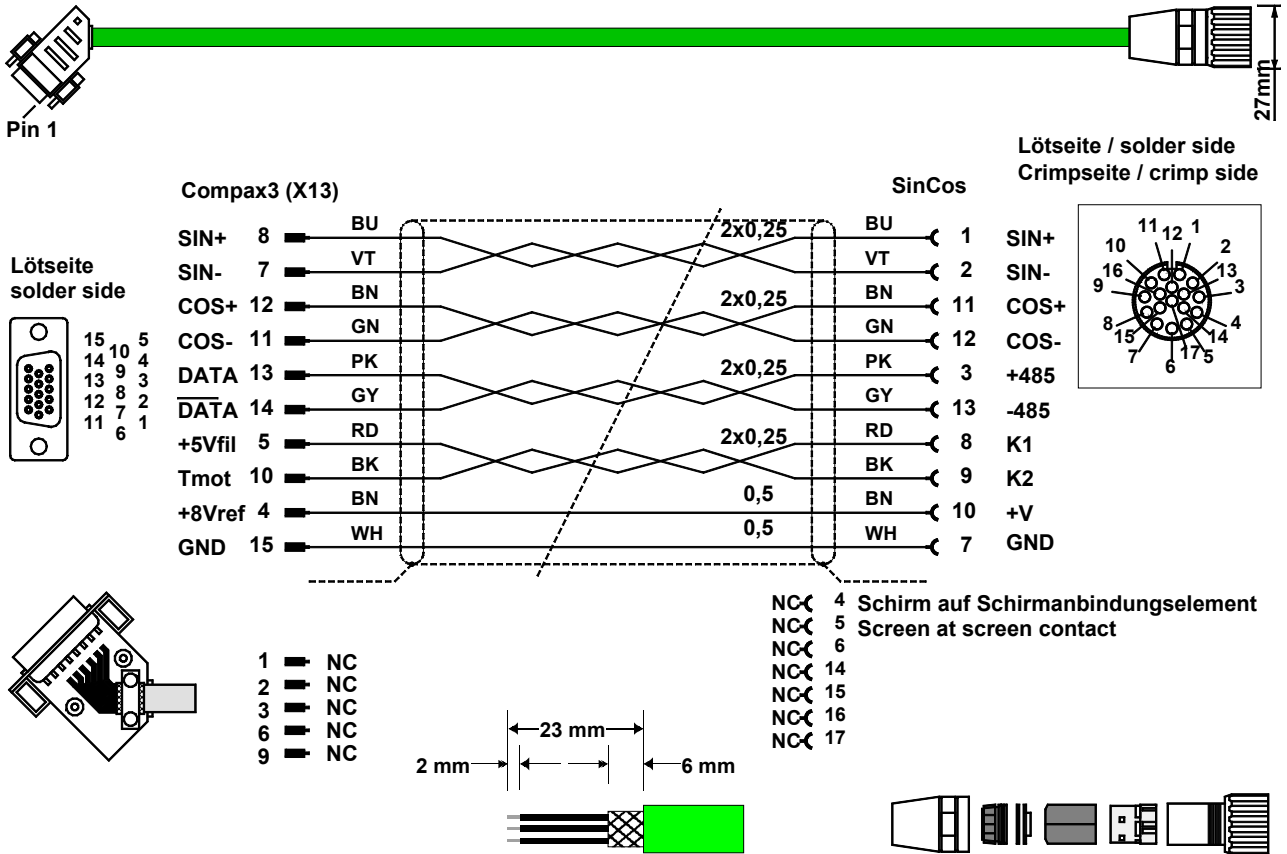 27mm
Pin 1
Lötseite / solder side
Crimpseite / crimp side
Compax3 (X13)
SinCos
SIN+ 8 BU 2x0,25 BU 1 SIN+
SIN- 7 VT VT 2 SIN-
COS+ 12 BN 2x0,25 BN 11 COS+
COS- 11 GN GN 12 COS-
DATA 13 PK 2x0,25 PK 3 +485
DATA 14 GY GY 13 -485
+5Vfil 5 RD 2x0,25 RD 8 K1
Tmot 10 BK BK 9 K2
+8Vref 4 BN 0,5 BN 10 +V
GND 15 WH 0,5 WH 7 GND
Lötseite
solder side
15 5
10
14 4
9
13 3
8
12 2
7
11 1
6
11 12 1
10 2
16 13
9 3
8 4
15 14
7 17 5
6
NC 4 Schirm auf Schirmanbindungselement
NC 5 Screen at screen contact
NC 6
NC 14
NC 15
NC 16
NC 17
1 NC
2 NC
3 NC
6 NC
9 NC
23 mm
2 mm 6 mm